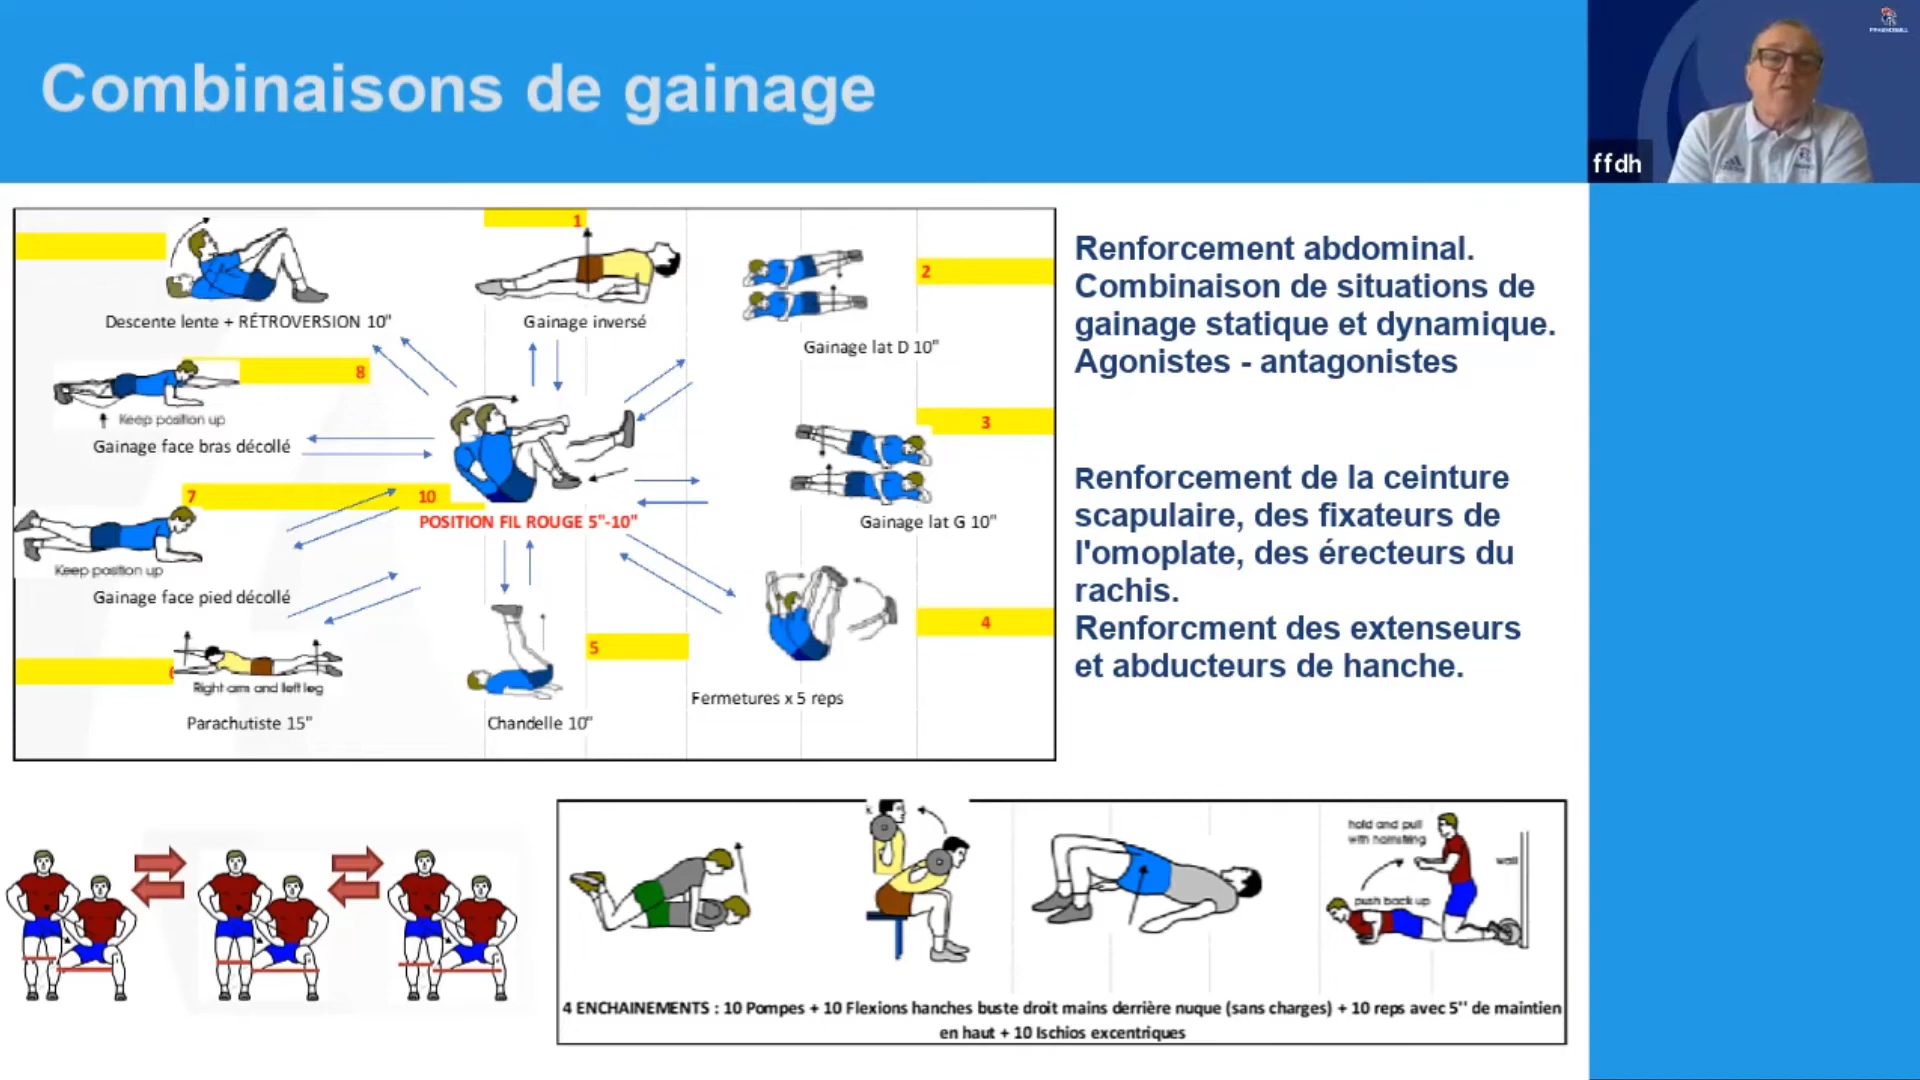 Combinaisons de gainage
FFHANDBALL
ffdh
1
2
Descente lente + RÉTROVERSION 10"
Gainage inversé
Gainage lat D 10"
8
Keep position up
Gainage face bras décollé
3
7
10
POSITION FIL ROUGE 5"-10"
Gainage lat G 10"
Keep position up
Gainage face pied décollé
4
5
6
Right arm and left leg
Parachutiste 15"
Chandelle 10"
Fermetures x 5 reps
Renforcement abdominal.
Combinaison de situations de
gainage statique et dynamique.
Agonistes - antagonistes
Renforcement de la ceinture
scapulaire, des fixateurs de
l'omoplate, des érecteurs du
rachis.
Renforcment des extenseurs
et abducteurs de hanche.
hold and pull
with hamstring
wall
push back up
4 ENCHAINEMENTS : 10 Pompes + 10 Flexions hanches buste droit mains derrière nuque (sans charges) + 10 reps avec 5'' de maintien
en haut + 10 Ischios excentriques